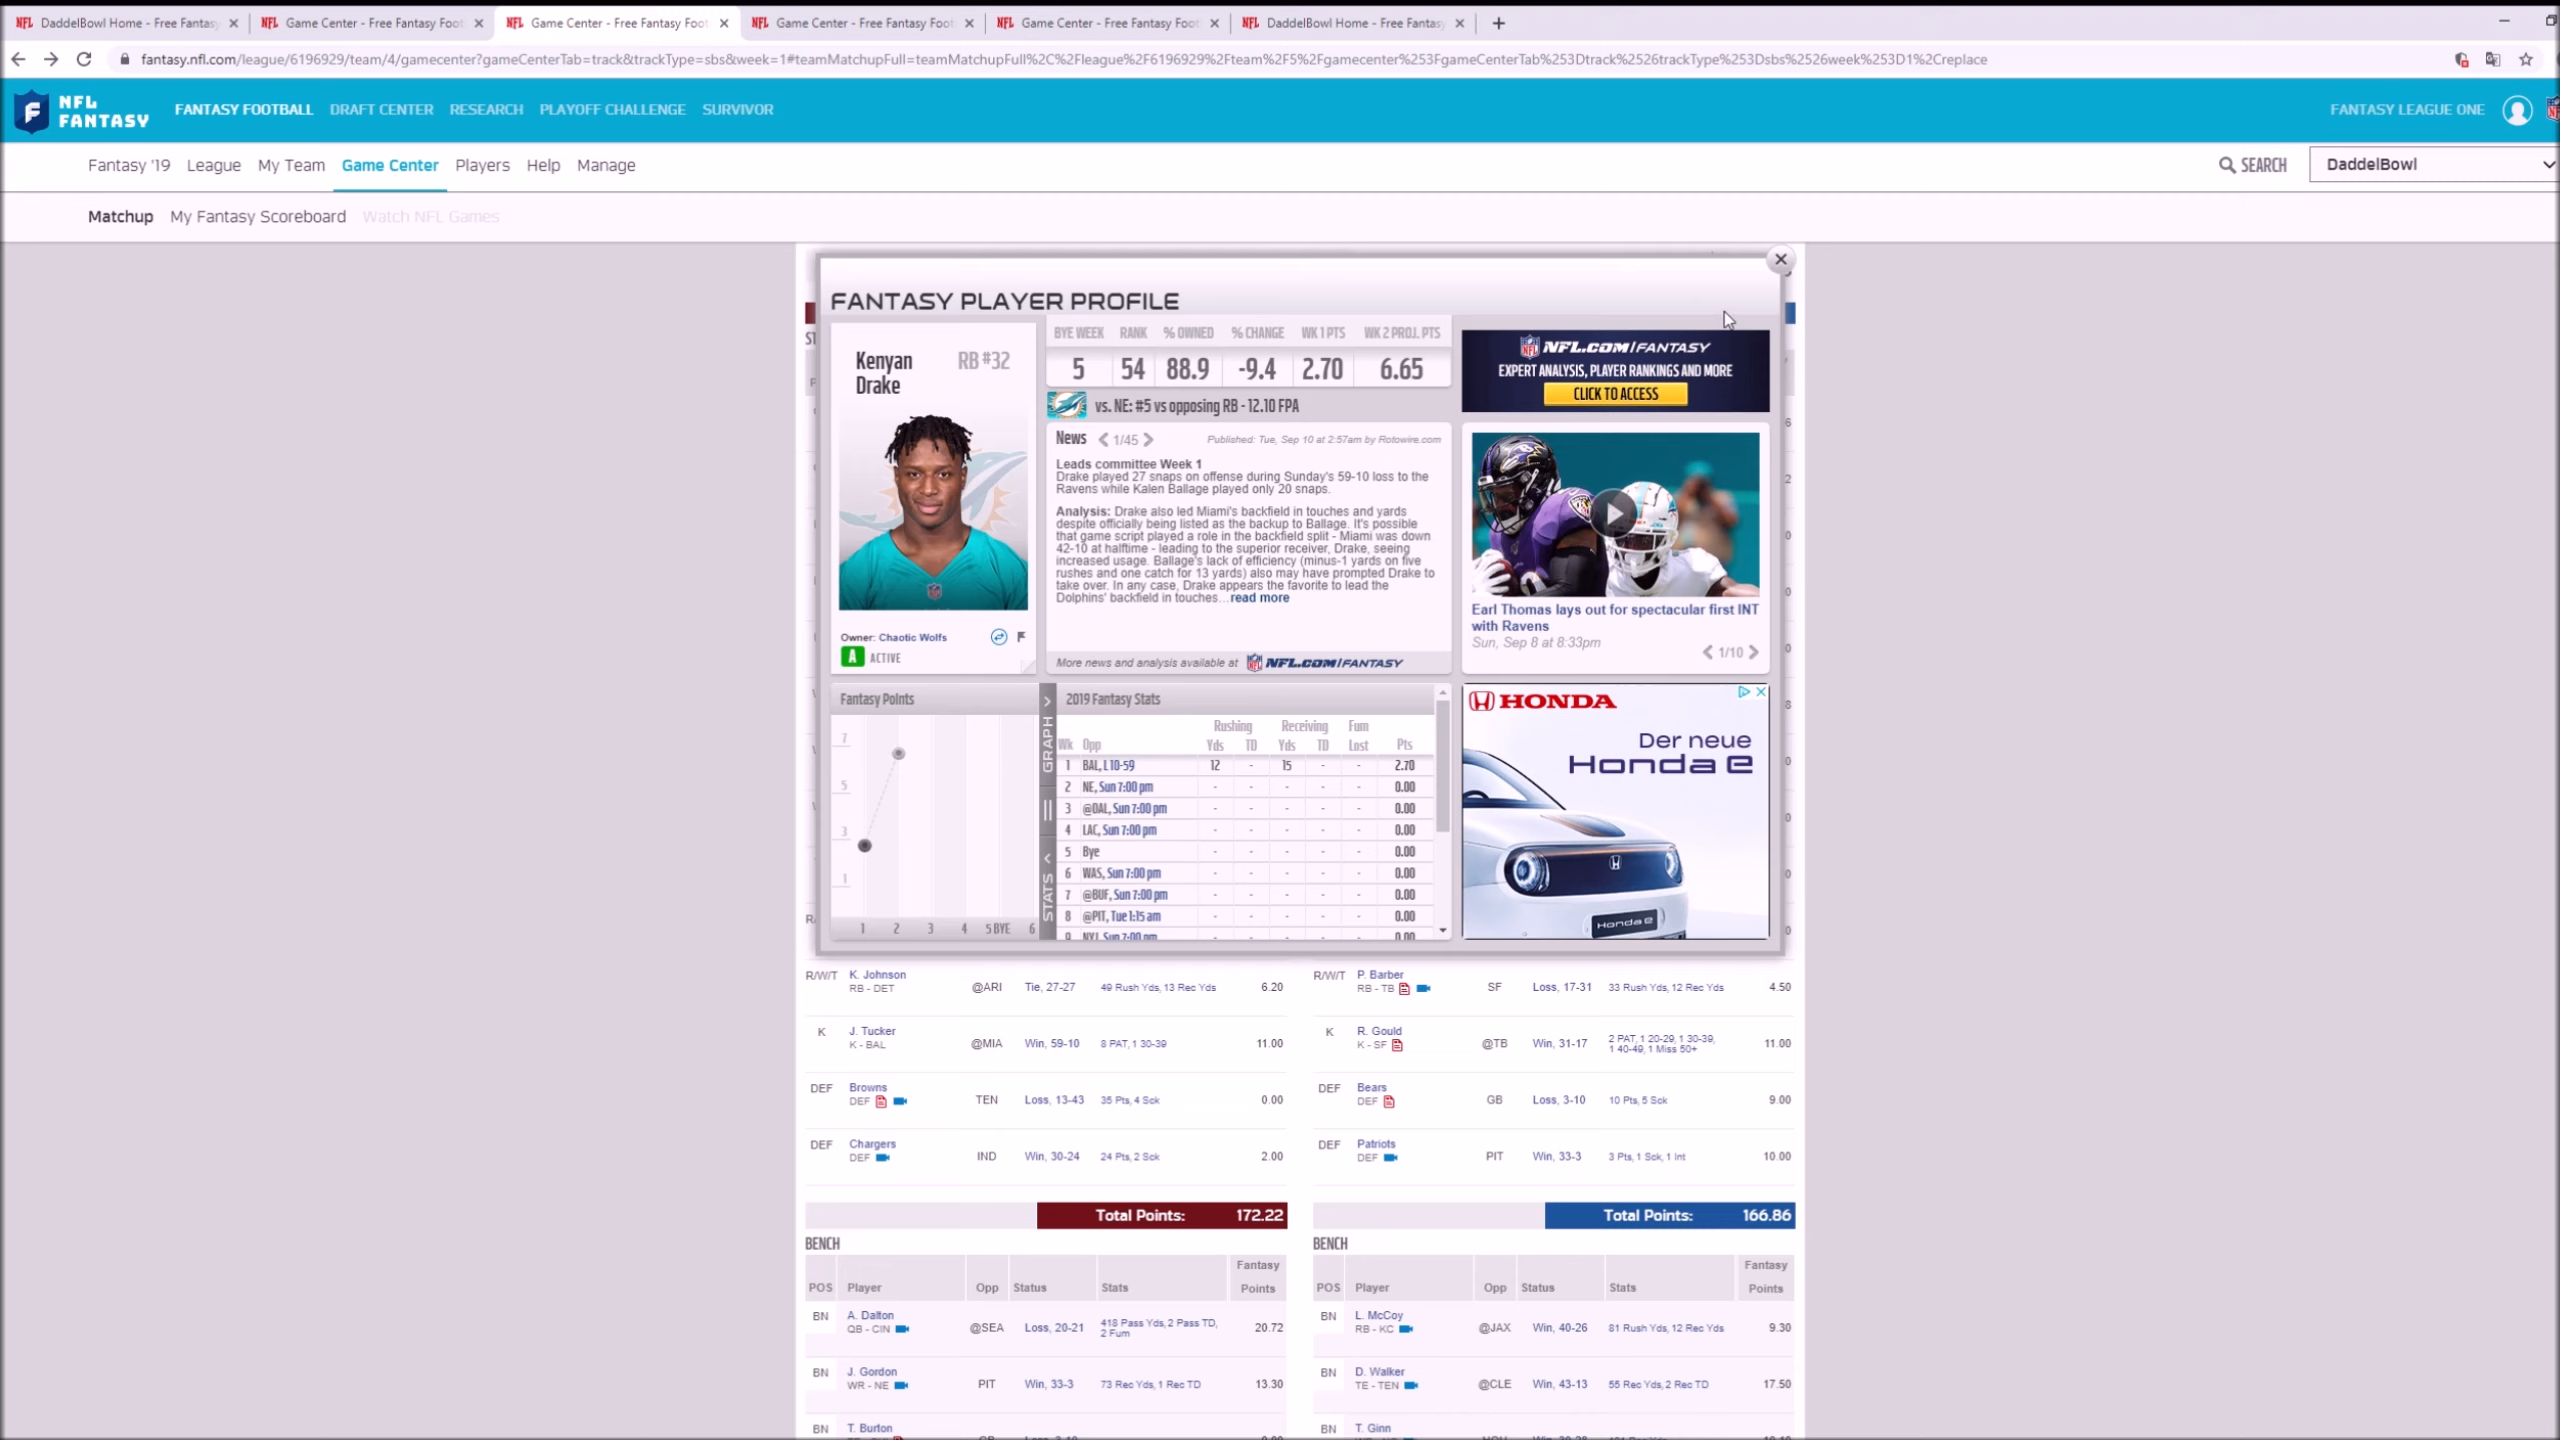 DaddelBowl Home - Free Fantasy
Game Center - Free Fantasy Foot
Game Center - Free Fantasy Foot
Game Center - Free Fantasy Foot
Game Center - Free Fantasy Foot
DaddelBowl Home - Free Fantasy
fantasy.nfl.com/league/6196929/team/4/gamecenter?gameCenterTab=track&trackType=sbs&week=1#teamMatchupFull=teamMatchupFull%2C%2Fleague%2F6196929%2Fteam%2F5%2Fgamecenter%253FgameCenterTab%253Dtrack%2526trackType%253Dsbs%2526week%253D1%2Creplace
NFL
FANTASY
FANTASY FOOTBALL DRAFT CENTER RESEARCH PLAYOFF CHALLENGE SURVIVOR
FANTASY LEAGUE ONE
Fantasy '19 League My Team Game Center Players Help Manage
SEARCH
DaddelBowl
Matchup My Fantasy Scoreboard Watch NFL Games
FANTASY PLAYER PROFILE
Kenyan
Drake
RB #32
BYE WEEK RANK % OWNED % CHANGE WK 1 PTS WK 2 PROJ. PTS
5 54 88.9 -9.4 2.70 6.65
vs. NE: #5 vs opposing RB - 12.10 FPA
NFL.COM/FANTASY
EXPERT ANALYSIS, PLAYER RANKINGS AND MORE
CLICK TO ACCESS
News 1/45 Published: Tue, Sep 10 at 2:57am by Rotowire.com
Leads committee Week 1
Drake played 27 snaps on offense during Sunday's 59-10 loss to the
Ravens while Kalen Ballage played only 20 snaps.
Analysis: Drake also led Miami's backfield in touches and yards
despite officially being listed as the backup to Ballage. It's possible
that game script played a role in the backfield split - Miami was down
42-10 at halftime - leading to the superior receiver, Drake, seeing
increased usage. Ballage's lack of efficiency (minus-1 yards on five
rushes and one catch for 13 yards) also may have prompted Drake to
take over. In any case, Drake appears the favorite to lead the
Dolphins' backfield in touches...read more
More news and analysis available at NFL.COM/FANTASY
Owner: Chaotic Wolfs
A ACTIVE
Earl Thomas lays out for spectacular first INT
with Ravens
Sun, Sep 8 at 8:33pm
1/10
Fantasy Points
7
5
3
1
1 2 3 4 5 BYE 6
GRAPH
STATS
2019 Fantasy Stats
Rushing Receiving Fum
Wk Opp Yds TD Yds TD Lost Pts
1 BAL, L 10-59 12 - 15 - - 2.70
2 NE, Sun 7:00 pm - - - - - 0.00
3 @DAL, Sun 7:00 pm - - - - - 0.00
4 LAC, Sun 7:00 pm - - - - - 0.00
5 Bye - - - - - 0.00
6 WAS, Sun 7:00 pm - - - - - 0.00
7 @BUF, Sun 7:00 pm - - - - - 0.00
8 @PIT, Tue 1:15 am - - - - - 0.00
9 NYJ, Sun 7:00 pm - - - - - 0.00
HONDA
Der neue
Honda e
Honda e
R/W/T K. Johnson
RB - DET @ARI Tie, 27-27 49 Rush Yds, 13 Rec Yds 6.20
R/W/T P. Barber
RB - TB SF Loss, 17-31 33 Rush Yds, 12 Rec Yds 4.50
K J. Tucker
K - BAL @MIA Win, 59-10 8 PAT, 1 30-39 11.00
K R. Gould
K - SF @TB Win, 31-17 2 PAT, 1 20-29, 1 30-39,
1 40-49, 1 Miss 50+ 11.00
DEF Browns
DEF TEN Loss, 13-43 35 Pts, 4 Sck 0.00
DEF Bears
DEF GB Loss, 3-10 10 Pts, 5 Sck 9.00
DEF Chargers
DEF IND Win, 30-24 24 Pts, 2 Sck 2.00
DEF Patriots
DEF PIT Win, 33-3 3 Pts, 1 Sck, 1 Int 10.00
Total Points: 172.22
Total Points: 166.86
BENCH
BENCH
POS Player Opp Status Stats Fantasy Points
POS Player Opp Status Stats Fantasy Points
BN A. Dalton
QB - CIN @SEA Loss, 20-21 418 Pass Yds, 2 Pass TD,
2 Fum 20.72
BN L. McCoy
RB - KC @JAX Win, 40-26 81 Rush Yds, 12 Rec Yds 9.30
BN J. Gordon
WR - NE PIT Win, 33-3 73 Rec Yds, 1 Rec TD 13.30
BN D. Walker
TE - TEN @CLE Win, 43-13 55 Rec Yds, 2 Rec TD 17.50
BN T. Burton
BN T. Ginn